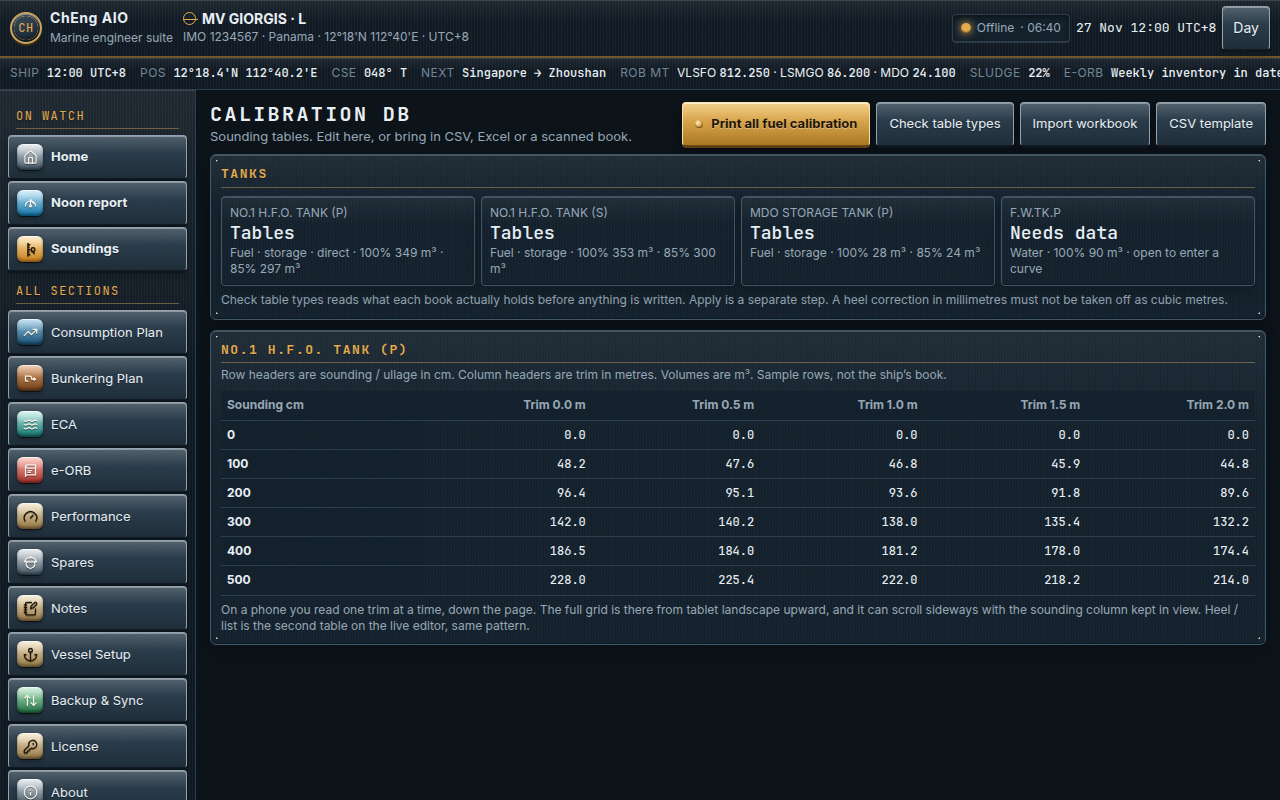 CH
ChEng AIO
Marine engineer suite
MV GIORGIS · L
IMO 1234567 · Panama · 12°18'N 112°40'E · UTC+8
Offline · 06:40
27 Nov 12:00 UTC+8
Day
SHIP 12:00 UTC+8 POS 12°18.4'N 112°40.2'E CSE 048° T NEXT Singapore → Zhoushan ROB MT VLSFO 812.250 · LSMGO 86.200 · MDO 24.100 SLUDGE 22% E-ORB Weekly inventory in date
ON WATCH
Home
Noon report
Soundings
ALL SECTIONS
Consumption Plan
Bunkering Plan
ECA
e-ORB
Performance
Spares
Notes
Vessel Setup
Backup & Sync
License
About
CALIBRATION DB
Sounding tables. Edit here, or bring in CSV, Excel or a scanned book.
Print all fuel calibration
Check table types
Import workbook
CSV template
TANKS
NO.1 H.F.O. TANK (P)
Tables
Fuel · storage · direct · 100% 349 m³ ·
85% 297 m³
NO.1 H.F.O. TANK (S)
Tables
Fuel · storage · 100% 353 m³ · 85% 300
m³
MDO STORAGE TANK (P)
Tables
Fuel · storage · 100% 28 m³ · 85% 24 m³
F.W.TK.P
Needs data
Water · 100% 90 m³ · open to enter a
curve
Check table types reads what each book actually holds before anything is written. Apply is a separate step. A heel correction in millimetres must not be taken off as cubic metres.
NO.1 H.F.O. TANK (P)
Row headers are sounding / ullage in cm. Column headers are trim in metres. Volumes are m³. Sample rows, not the ship's book.
Sounding cm Trim 0.0 m Trim 0.5 m Trim 1.0 m Trim 1.5 m Trim 2.0 m
0 0.0 0.0 0.0 0.0 0.0
100 48.2 47.6 46.8 45.9 44.8
200 96.4 95.1 93.6 91.8 89.6
300 142.0 140.2 138.0 135.4 132.2
400 186.5 184.0 181.2 178.0 174.4
500 228.0 225.4 222.0 218.2 214.0
On a phone you read one trim at a time, down the page. The full grid is there from tablet landscape upward, and it can scroll sideways with the sounding column kept in view. Heel /
list is the second table on the live editor, same pattern.